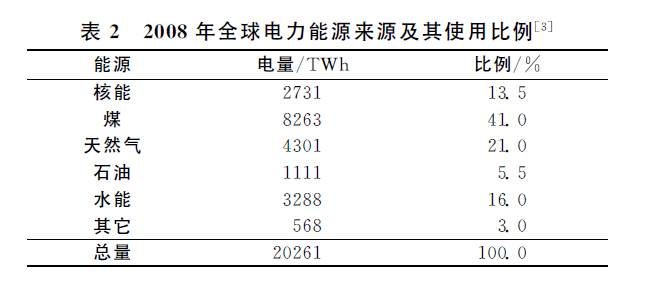 表 2 2008 年全球电力能源来源及其使用比例[3]
能源 电量/TWh 比例/%
核能 2731 13.5
煤 8263 41.0
天然气 4301 21.0
石油 1111 5.5
水能 3288 16.0
其它 568 3.0
总量 20261 100.0